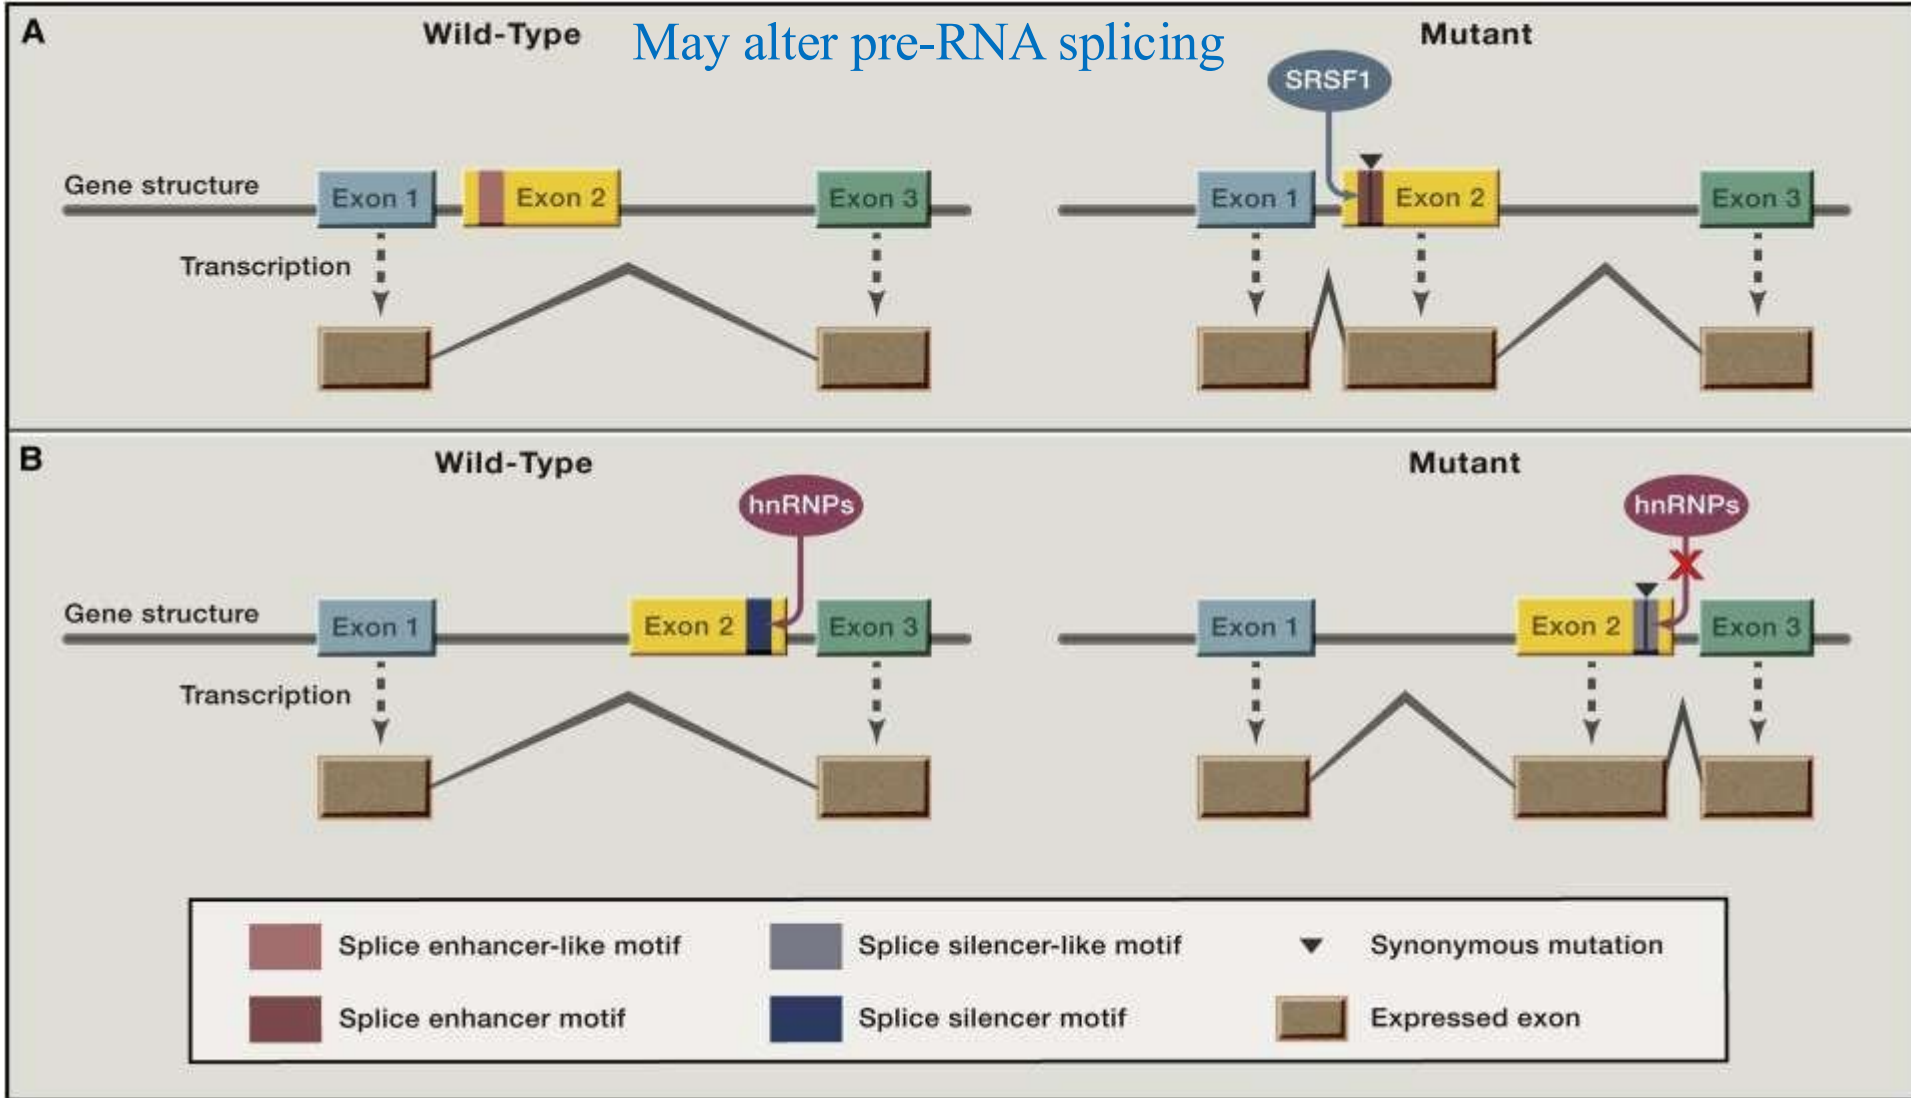 A
Wild-Type
May alter pre-RNA splicing
Mutant
SRSF1
Gene structure
Exon 1
Exon 2
Exon 3
Exon 1
Exon 2
Exon 3
Transcription
B
Wild-Type
Mutant
hnRNPs
hnRNPs
X
Gene structure
Exon 1
Exon 2
Exon 3
Exon 1
Exon 2
Exon 3
Transcription
Splice enhancer-like motif
Splice silencer-like motif
Synonymous mutation
Splice enhancer motif
Splice silencer motif
Expressed exon